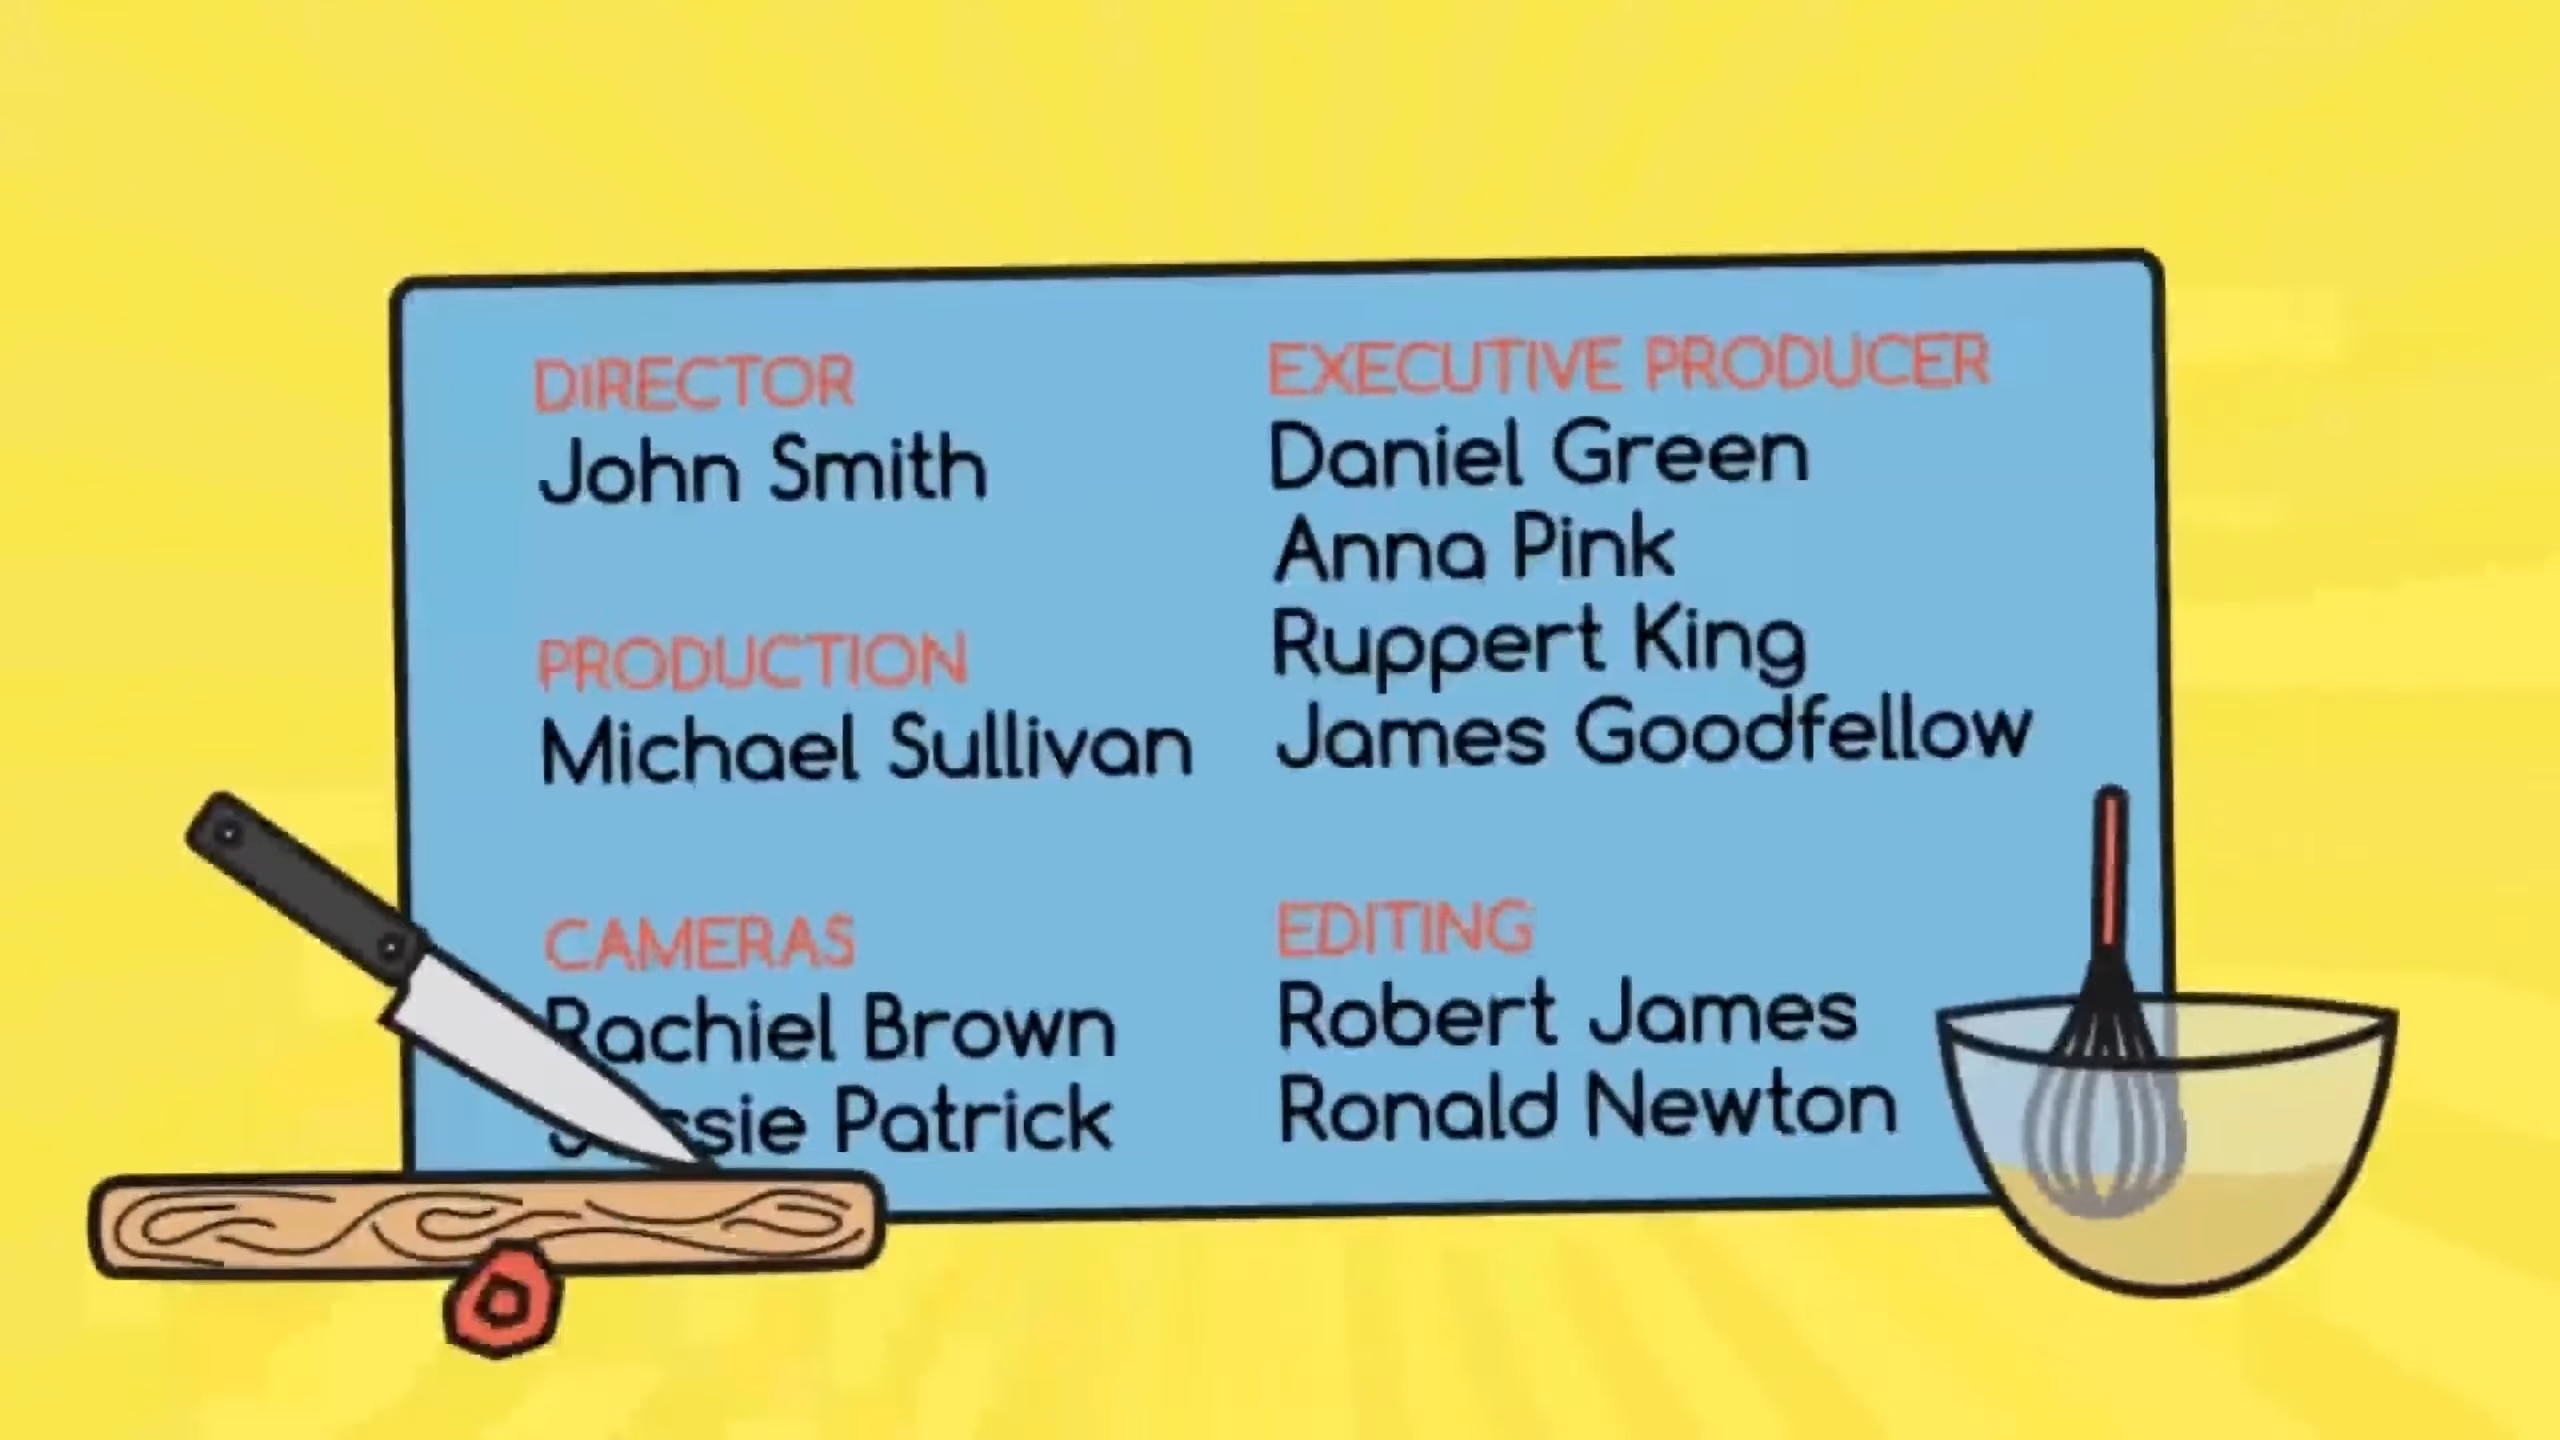 DIRECTOR
John Smith
PRODUCTION
Michael Sullivan
CAMERAS
Rachiel Brown
Patrick
EXECUTIVE PRODUCER
Daniel Green
Anna Pink
Ruppert King
James Goodfellow
EDITING
Robert James
Ronald Newton